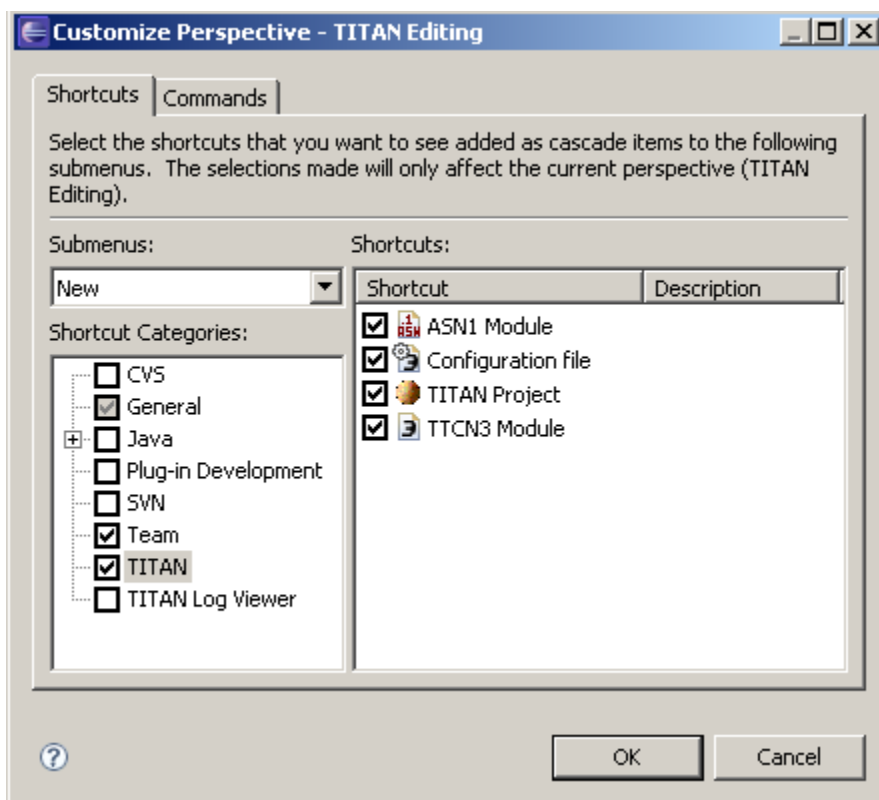 Customize Perspective - TITAN Editing
Shortcuts
Commands
Select the shortcuts that you want to see added as cascade items to the following
submenus. The selections made will only affect the current perspective (TITAN
Editing).
Submenus:
New
Shortcut Categories:
CVS
General
Java
Plug-in Development
SVN
Team
TITAN
TITAN Log Viewer
Shortcuts:
Shortcut
Description
ASN1 Module
Configuration file
TITAN Project
TTCN3 Module
OK
Cancel